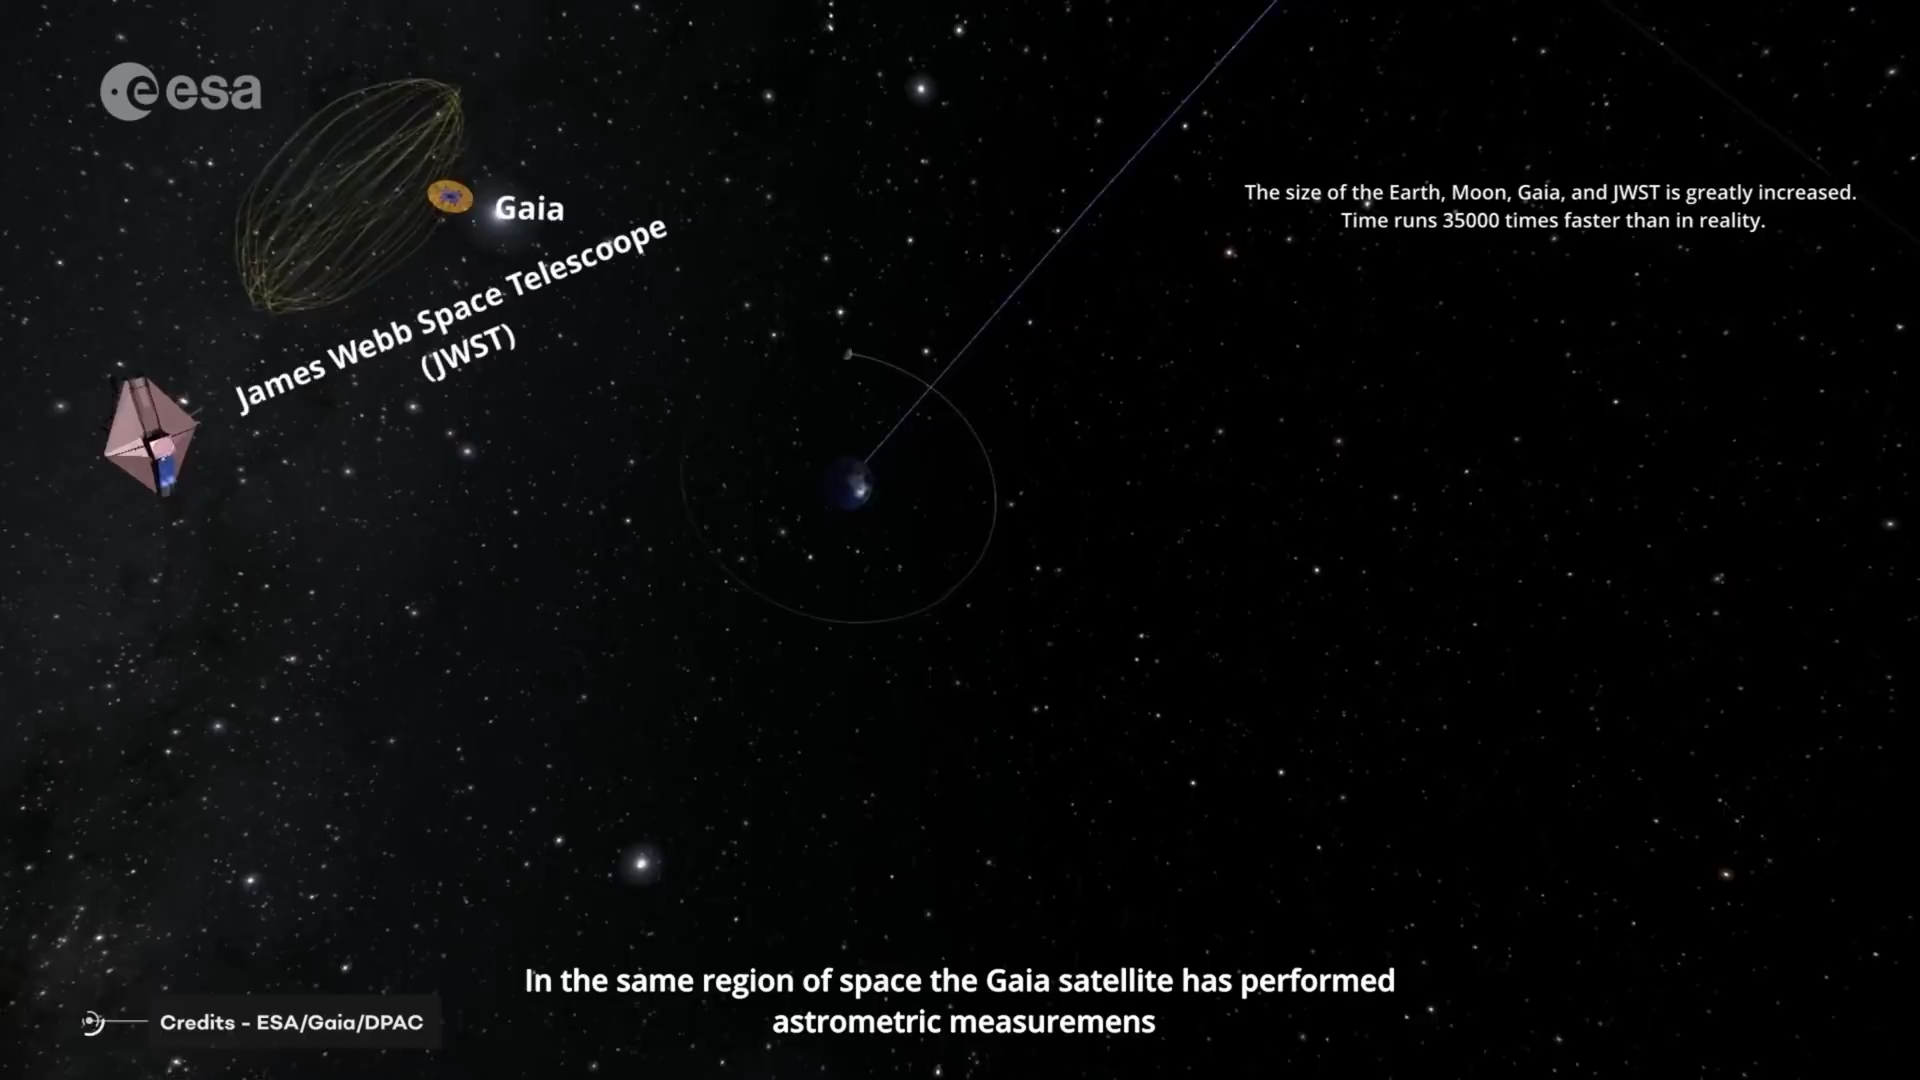 esa
Gaia
James Webb Space Telescoope
(JWST)
The size of the Earth, Moon, Gaia, and JWST is greatly increased.
Time runs 35000 times faster than in reality.
In the same region of space the Gaia satellite has performed
astrometric measuremens
Credits - ESA/Gaia/DPAC